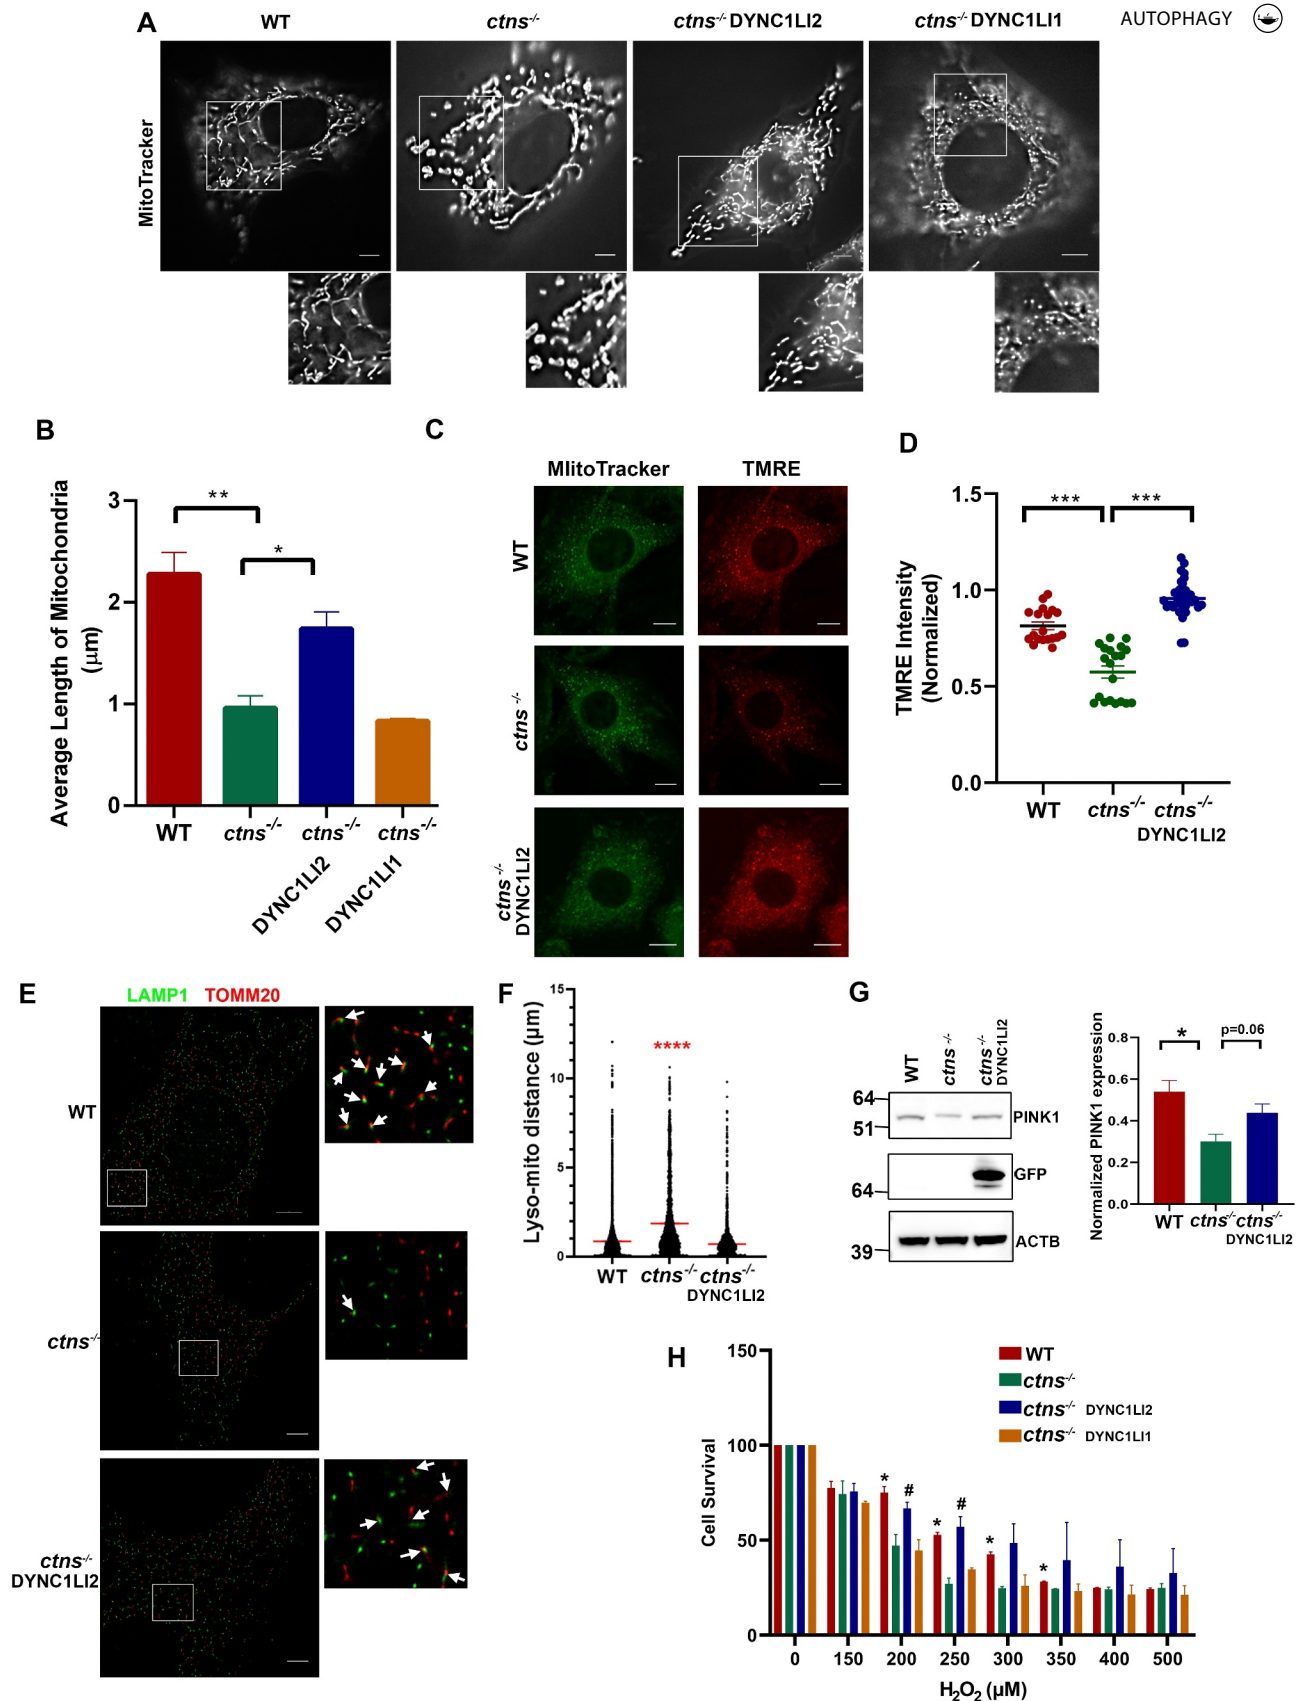 AUTOPHAGY
A
WT
ctns-/-
ctns-/- DYNC1LI2
ctns-/- DYNC1LI1
MitoTracker
B
Average Length of Mitochondria
(µm)
3
2
1
0
**
*
WT
ctns-/-
ctns-/-
ctns-/-
DYNC1LI2
DYNC1LI1
C
MIitoTracker
TMRE
WT
ctns-/-
ctns-/-
DYNC1LI2
D
TMRE Intensity
(Normalized)
1.5
1.0
0.5
0.0
***
***
WT
ctns-/-
ctns-/-
DYNC1LI2
E
LAMP1 TOMM20
WT
ctns-/-
ctns-/-
DYNC1LI2
F
Lyso-mito distance (µm)
15
10
5
0
****
WT
ctns-/-
ctns-/-
DYNC1LI2
G
WT
ctns-/-
ctns-/-
DYNC1LI2
64
51
PINK1
64
GFP
39
ACTB
Normalized PINK1 expression
0.8
0.6
0.4
0.2
0.0
*
p=0.06
WT
ctns-/-
ctns-/-
DYNC1LI2
H
Cell Survival
150
100
50
0
WT
ctns-/-
ctns-/- DYNC1LI2
ctns-/- DYNC1LI1
*
#
*
#
*
*
0 150 200 250 300 350 400 500
H2O2 (µM)